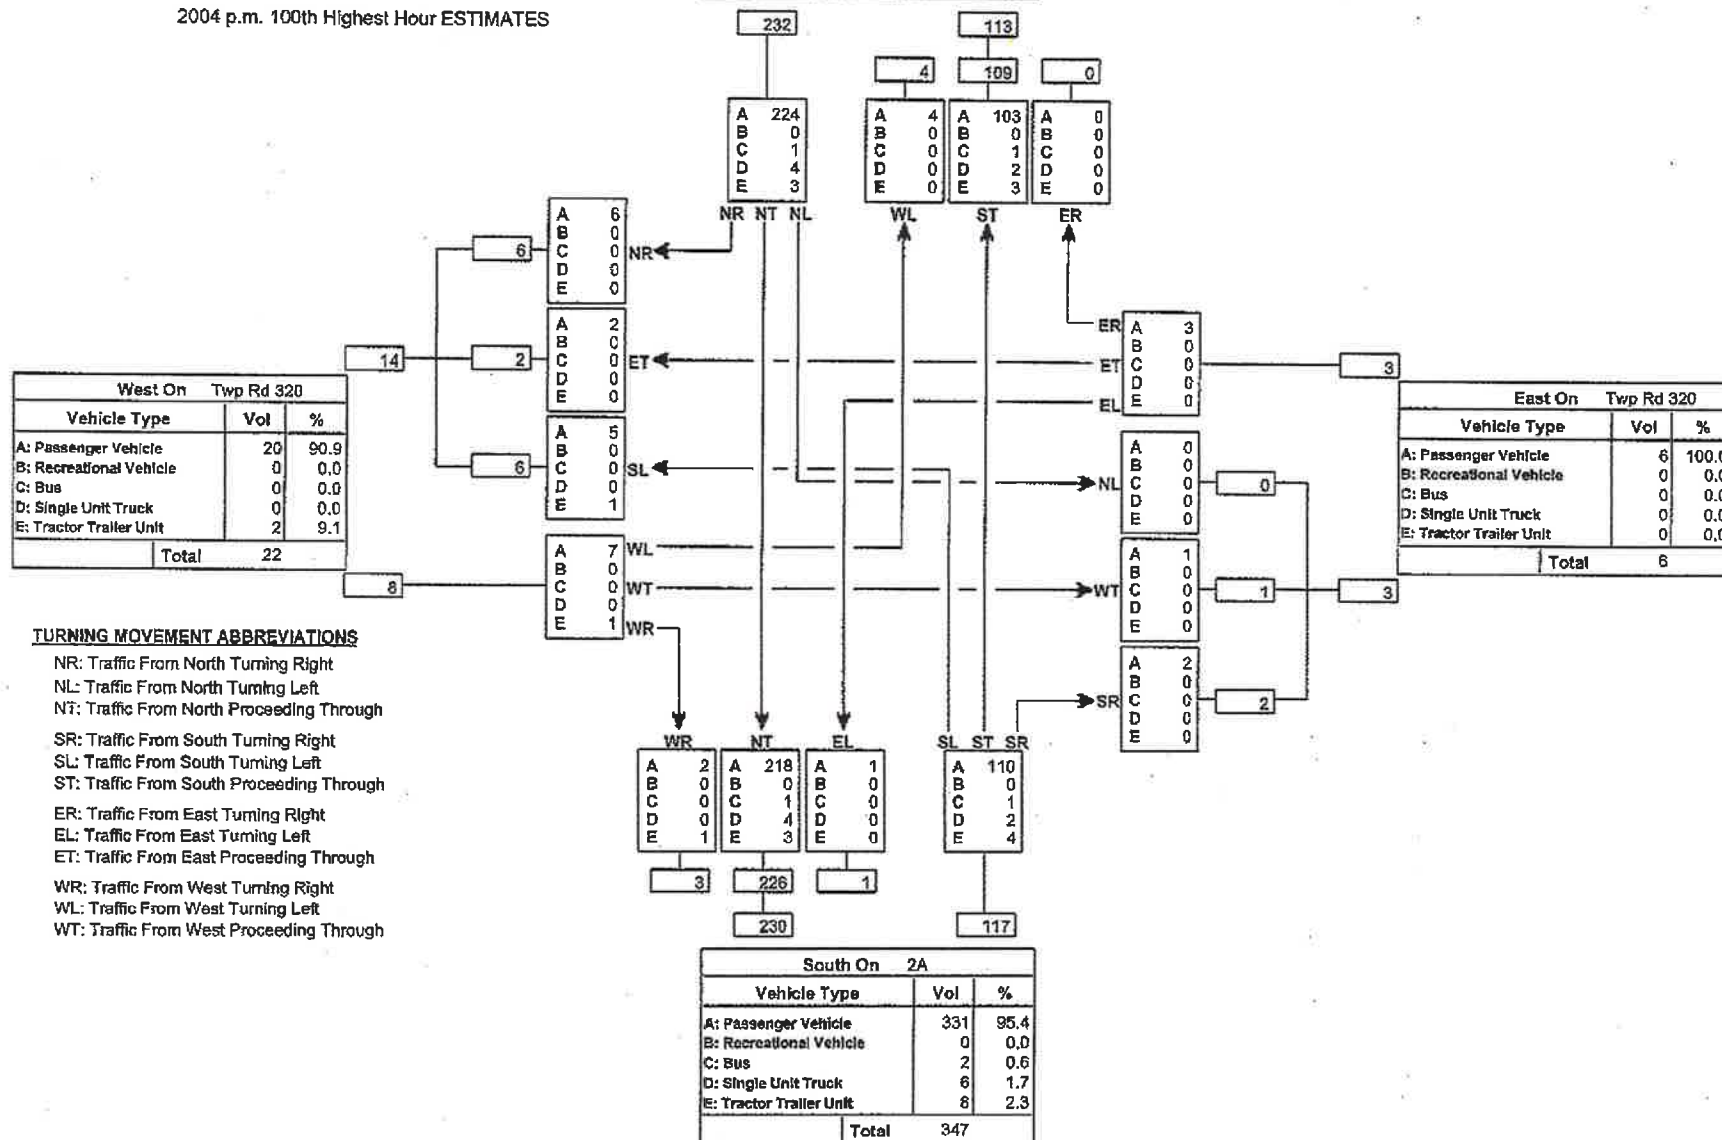 2004 p.m. 100th Highest Hour ESTIMATES
232
113
4
109
0
A 224
B 0
C 1
D 4
E 3
A 4
B 0
C 0
D 0
E 0
A 103
B 0
C 1
D 2
E 3
A 0
B 0
C 0
D 0
E 0
NR NT NL
WL
ST
ER
6
A 6
B 0
C 0
D 0
E 0
NR
14
2
A 2
B 0
C 0
D 0
E 0
ET
6
A 5
B 0
C 0
D 0
E 1
SL
8
A 7
B 0
C 0
D 0
E 1
WL
WT
WR
ER
ET
EL
A 3
B 0
C 0
D 0
E 0
3
NL
A 0
B 0
C 0
D 0
E 0
0
WT
A 1
B 0
C 0
D 0
E 0
1
3
SR
A 2
B 0
C 0
D 0
E 0
2
West On Twp Rd 320
Vehicle Type Vol %
A: Passenger Vehicle 20 90.9
B: Recreational Vehicle 0 0.0
C: Bus 0 0.0
D: Single Unit Truck 0 0.0
E: Tractor Trailer Unit 2 9.1
Total 22
East On Twp Rd 320
Vehicle Type Vol %
A: Passenger Vehicle 6 100.0
B: Recreational Vehicle 0 0.0
C: Bus 0 0.0
D: Single Unit Truck 0 0.0
E: Tractor Trailer Unit 0 0.0
Total 6
TURNING MOVEMENT ABBREVIATIONS
NR: Traffic From North Turning Right
NL: Traffic From North Turning Left
NT: Traffic From North Proceeding Through
SR: Traffic From South Turning Right
SL: Traffic From South Turning Left
ST: Traffic From South Proceeding Through
ER: Traffic From East Turning Right
EL: Traffic From East Turning Left
ET: Traffic From East Proceeding Through
WR: Traffic From West Turning Right
WL: Traffic From West Turning Left
WT: Traffic From West Proceeding Through
WR
NT
EL
SL ST SR
A 2
B 0
C 0
D 0
E 1
A 218
B 0
C 1
D 4
E 3
A 1
B 0
C 0
D 0
E 0
A 110
B 0
C 1
D 2
E 4
3
226
1
230
117
South On 2A
Vehicle Type Vol %
A: Passenger Vehicle 331 95.4
B: Recreational Vehicle 0 0.0
C: Bus 2 0.6
D: Single Unit Truck 6 1.7
E: Tractor Trailer Unit 8 2.3
Total 347